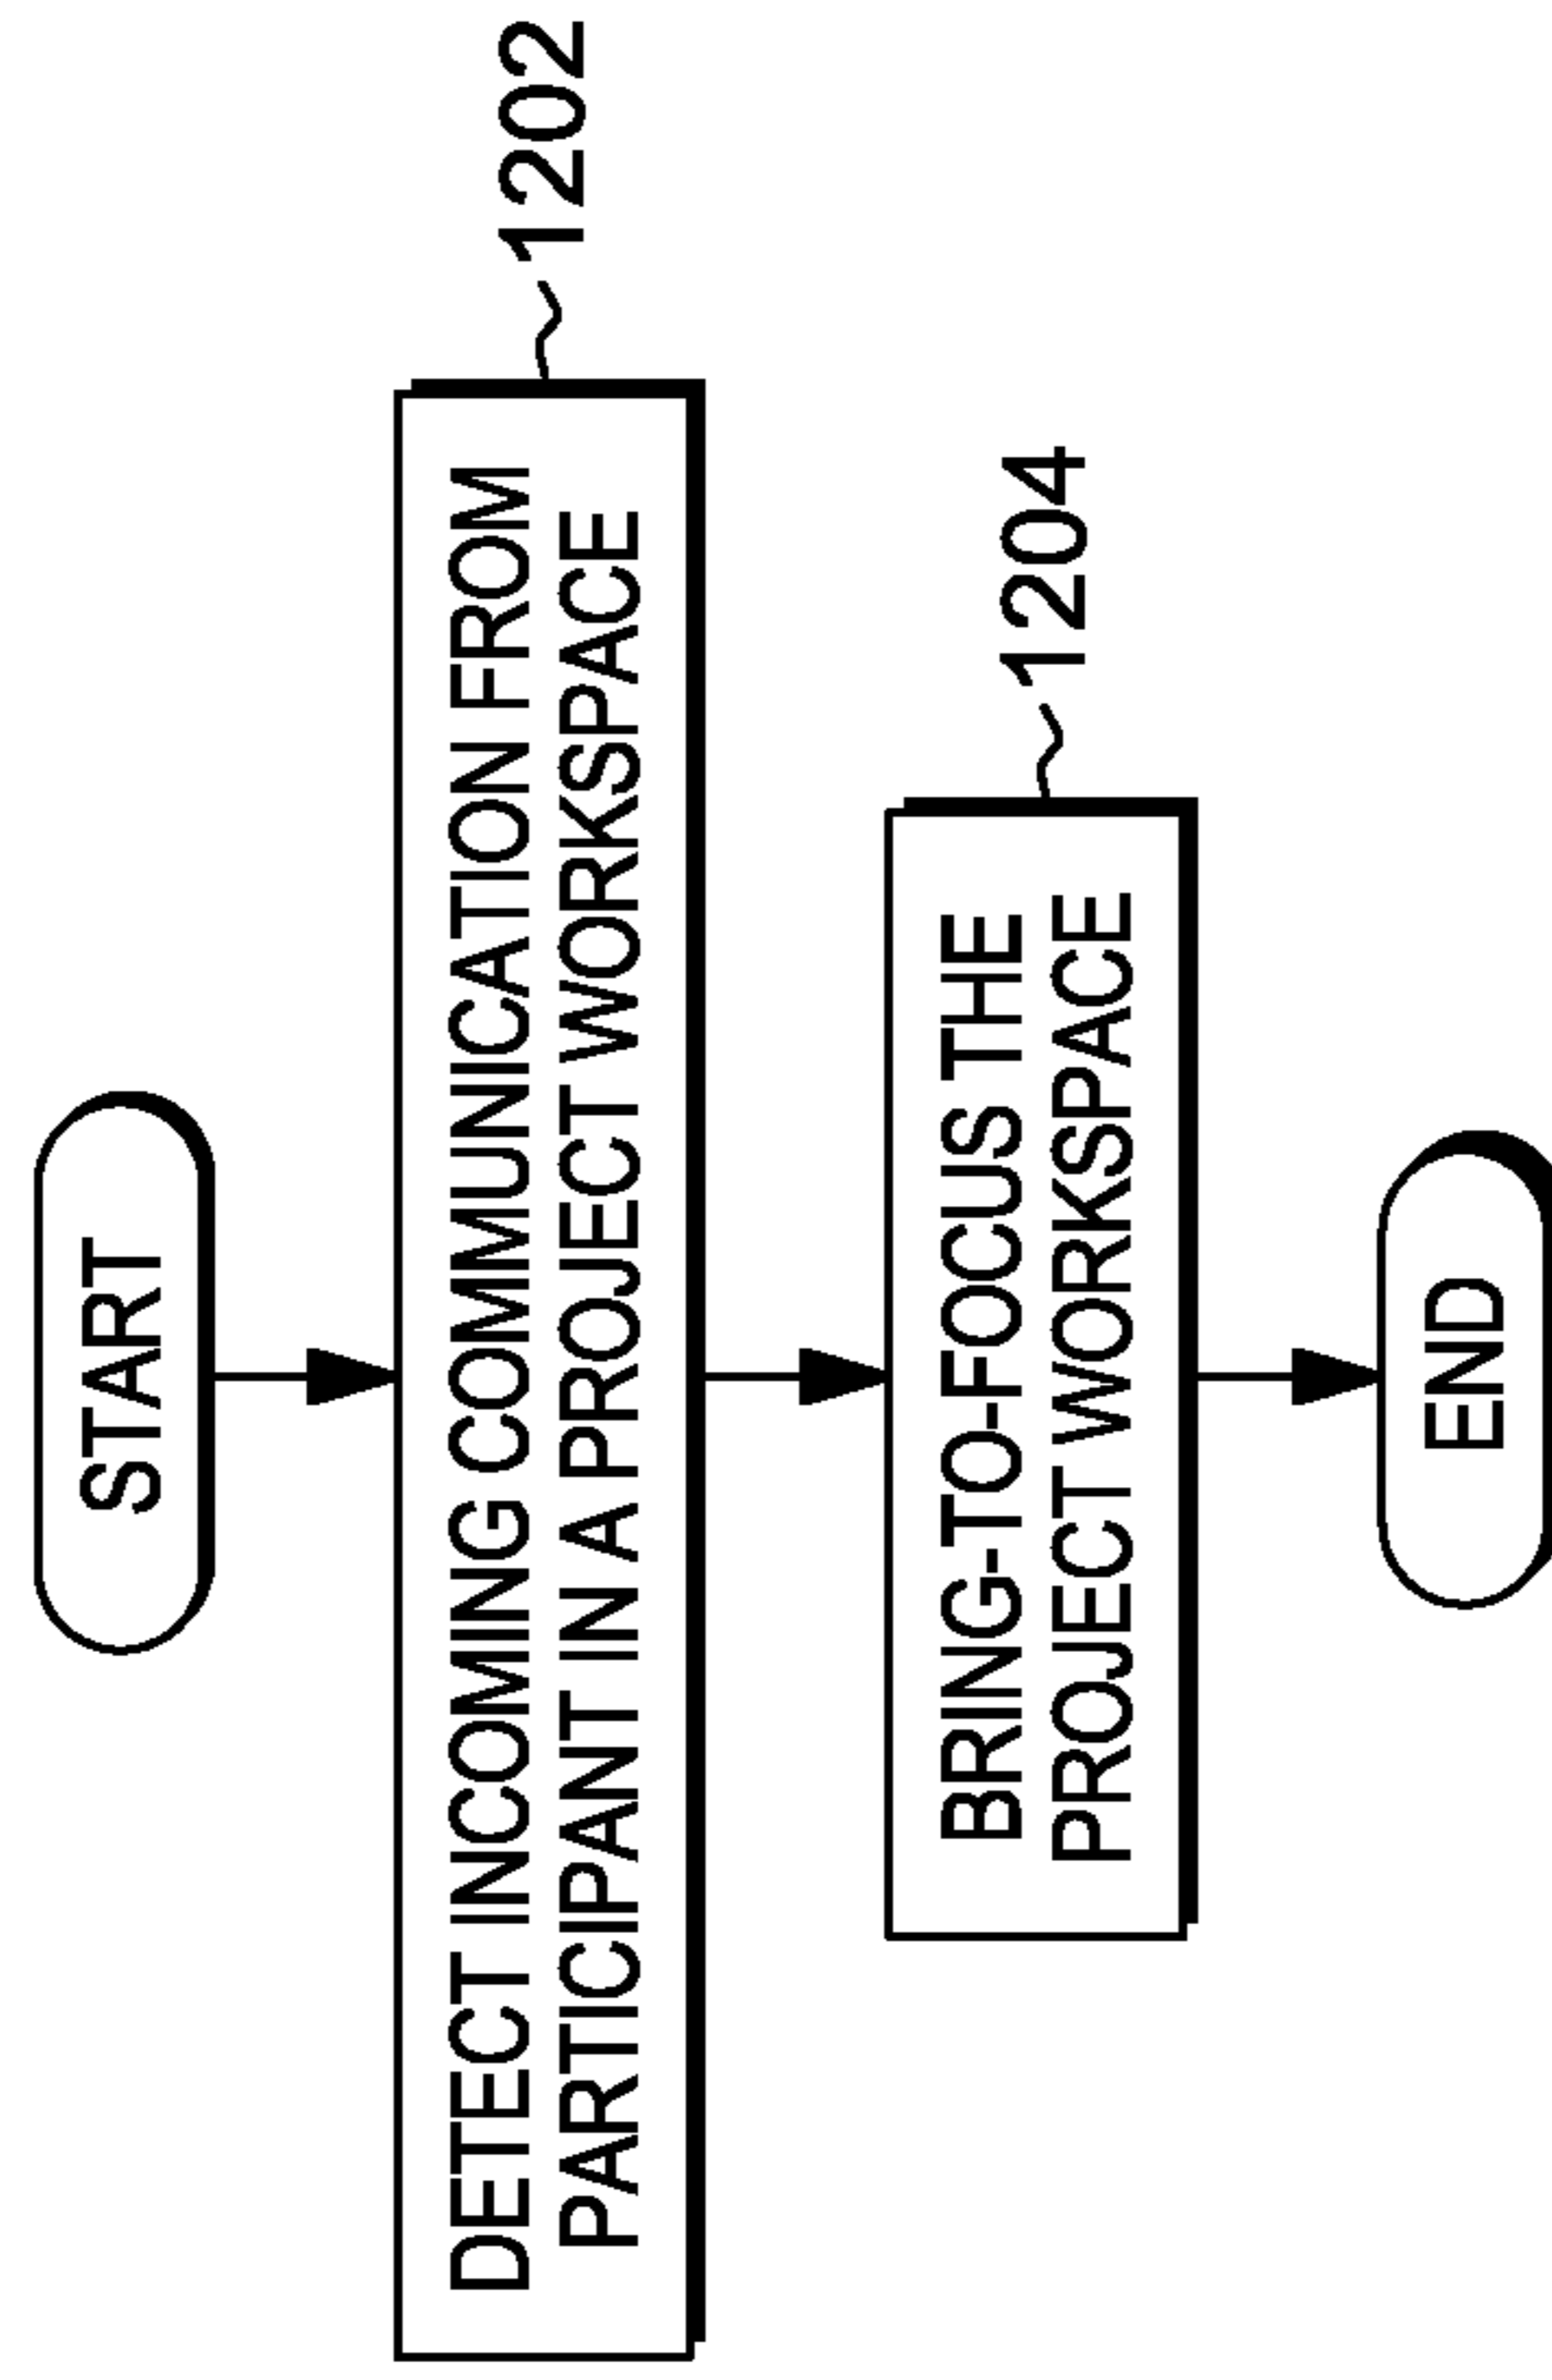 START
DETECT INCOMING COMMUNICATION FROM
PARTICIPANT IN A PROJECT WORKSPACE
1202
BRING-TO-FOCUS THE
PROJECT WORKSPACE
1204
END